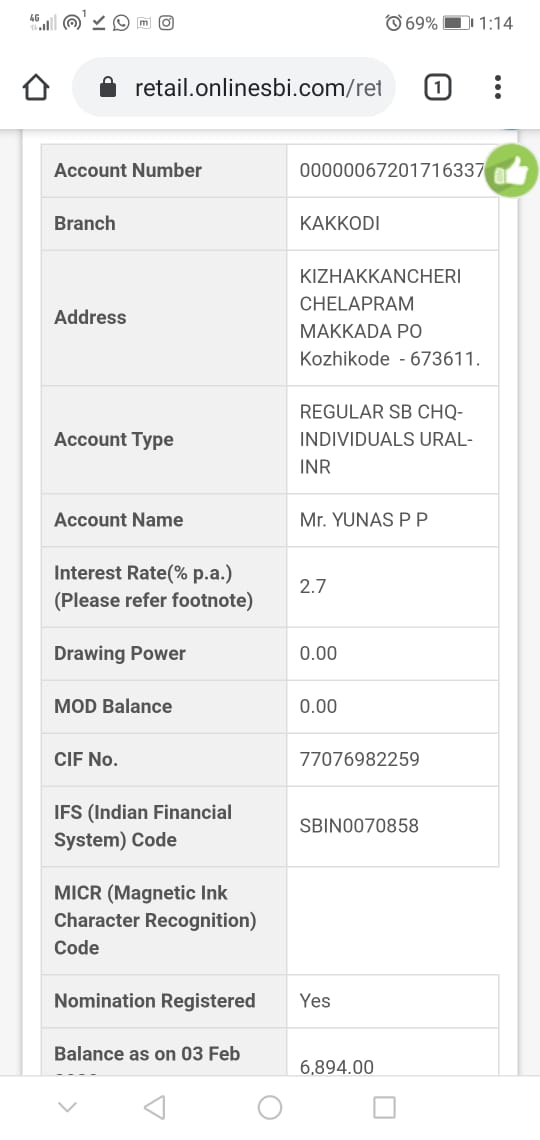 4G 1 69% 1:14
retail.onlinesbi.com/ret 1
Account Number 00000067201716337
Branch KAKKODI
Address KIZHAKKANCHERI
CHELAPRAM
MAKKADA PO
Kozhikode - 673611.
Account Type REGULAR SB CHQ-
INDIVIDUALS URAL-
INR
Account Name Mr. YUNAS P P
Interest Rate(% p.a.)
(Please refer footnote) 2.7
Drawing Power 0.00
MOD Balance 0.00
CIF No. 77076982259
IFS (Indian Financial
System) Code SBIN0070858
MICR (Magnetic Ink
Character Recognition)
Code
Nomination Registered Yes
Balance as on 03 Feb
6,894.00